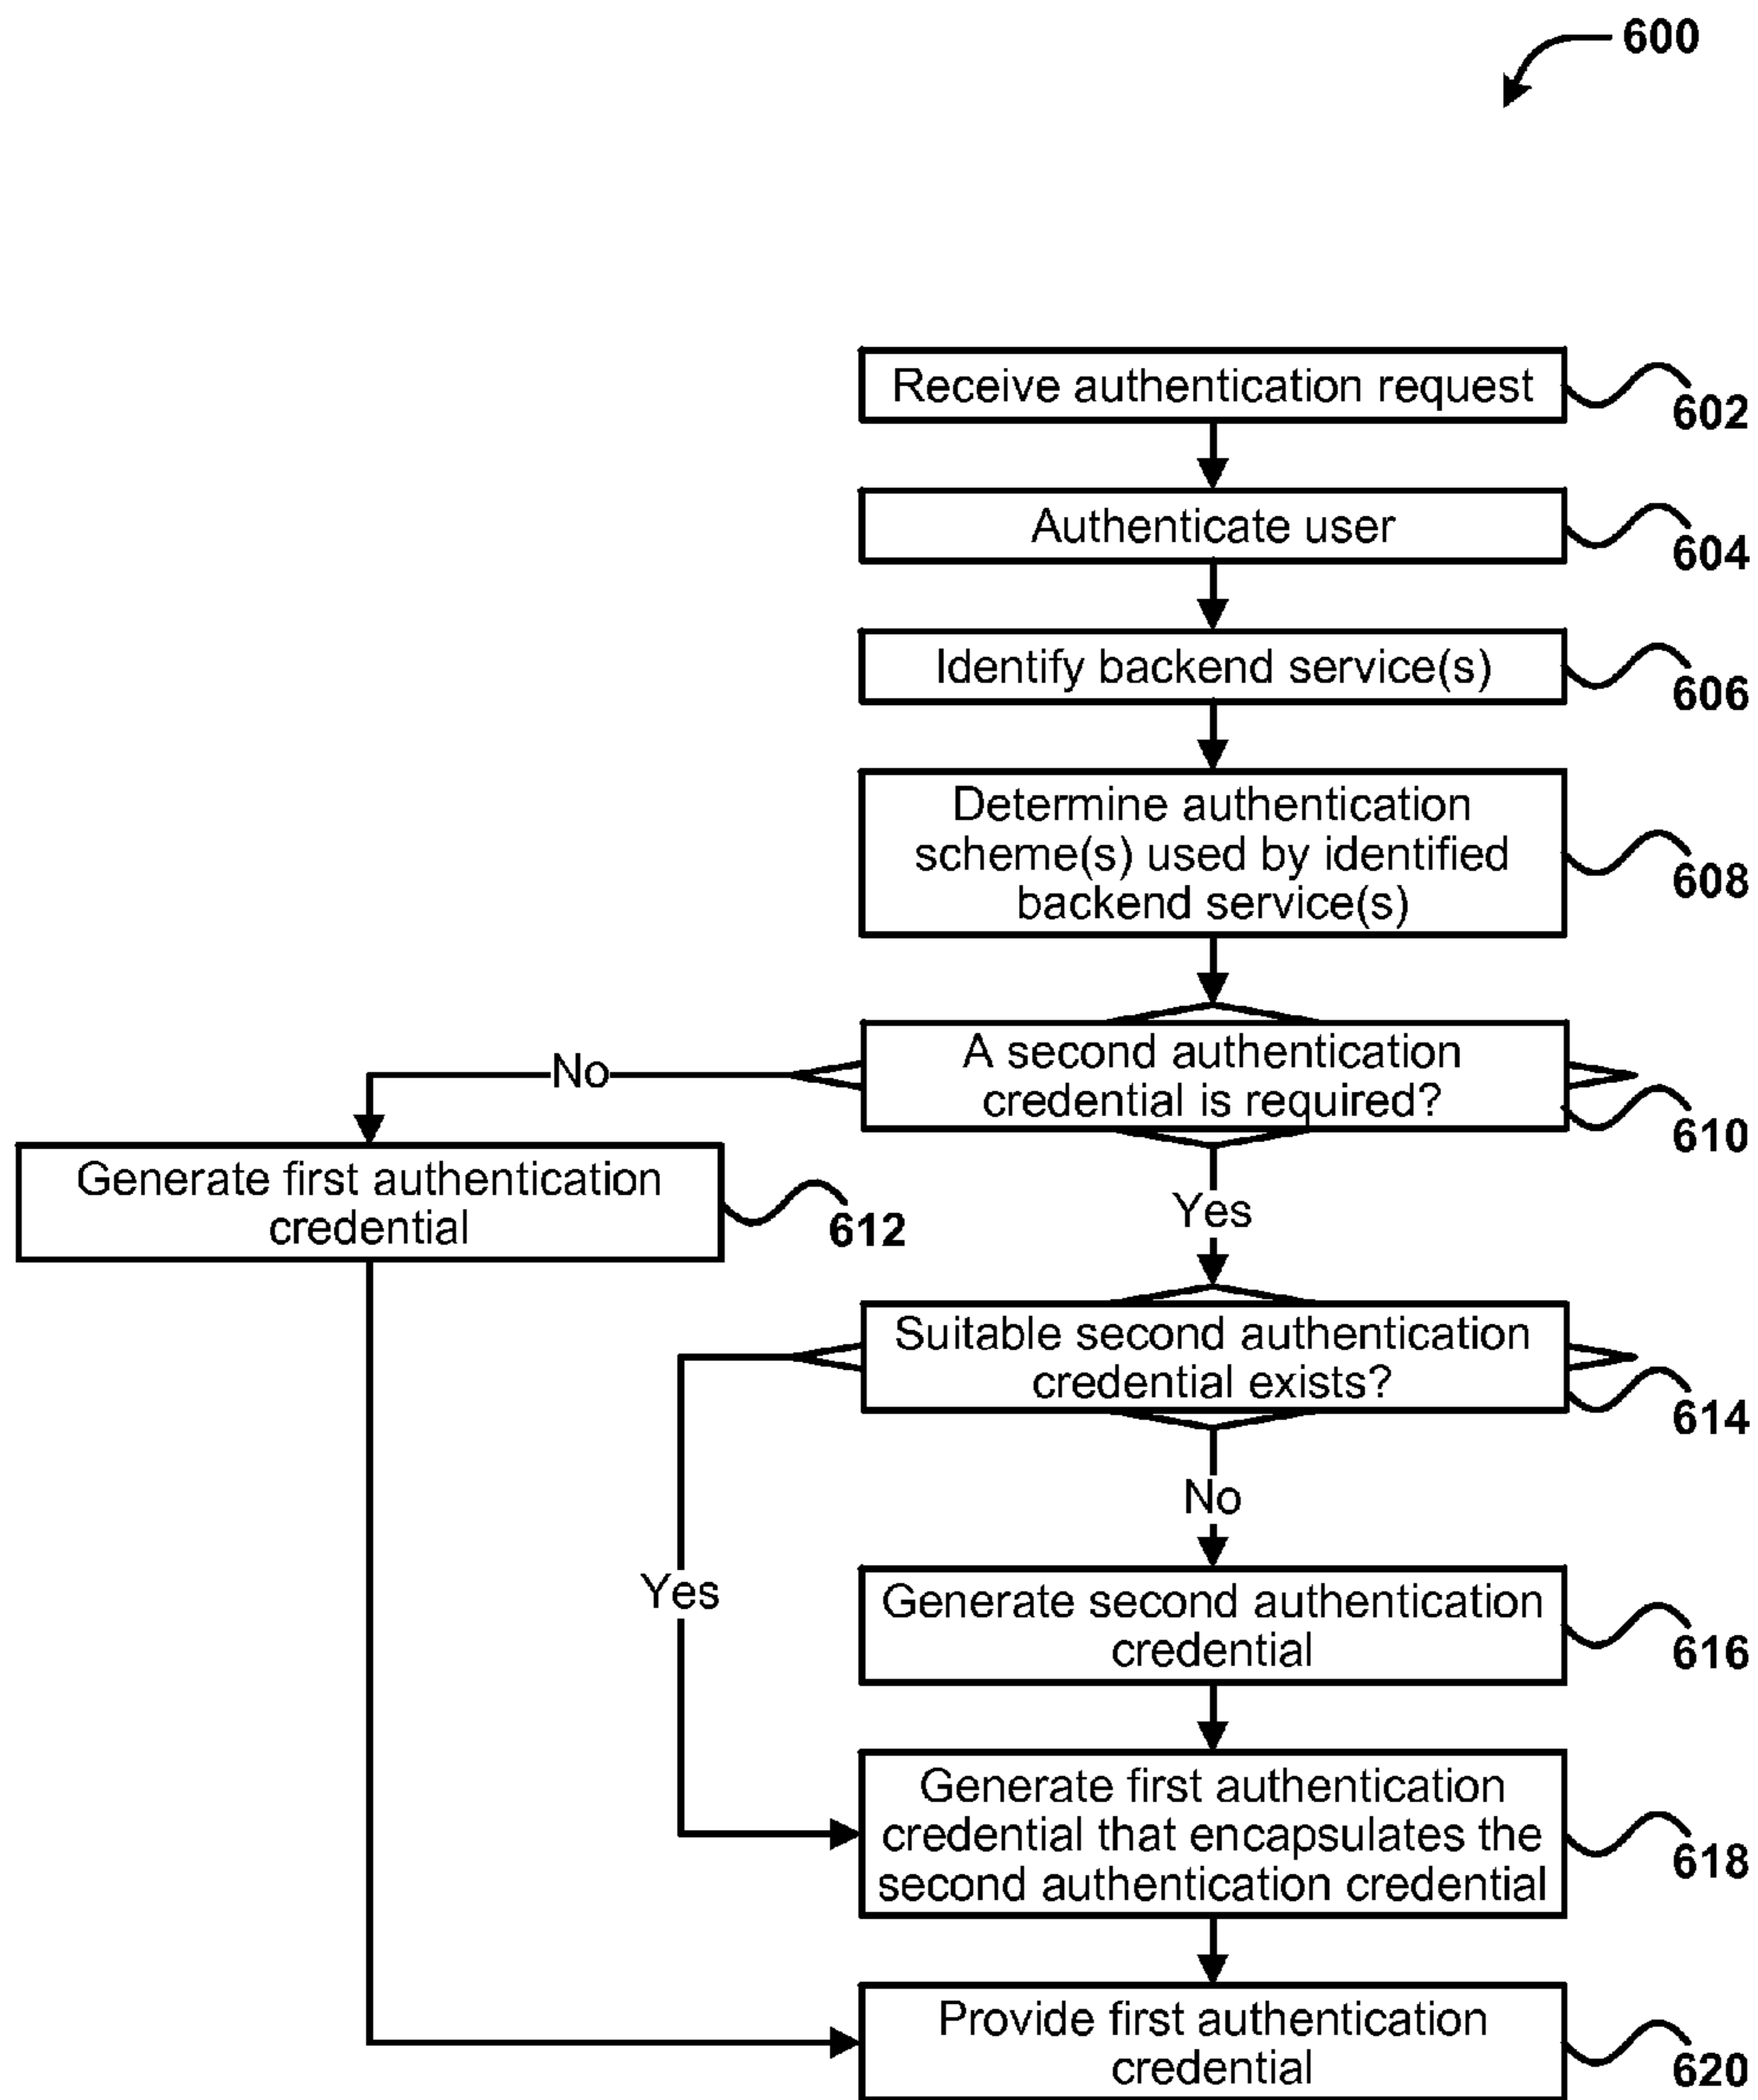 600
Receive authentication request
602
Authenticate user
604
Identify backend service(s)
606
Determine authentication
scheme(s) used by identified
backend service(s)
608
A second authentication
credential is required?
610
No
Generate first authentication
credential
612
Yes
Suitable second authentication
credential exists?
614
No
Yes
Generate second authentication
credential
616
Generate first authentication
credential that encapsulates the
second authentication credential
618
Provide first authentication
credential
620